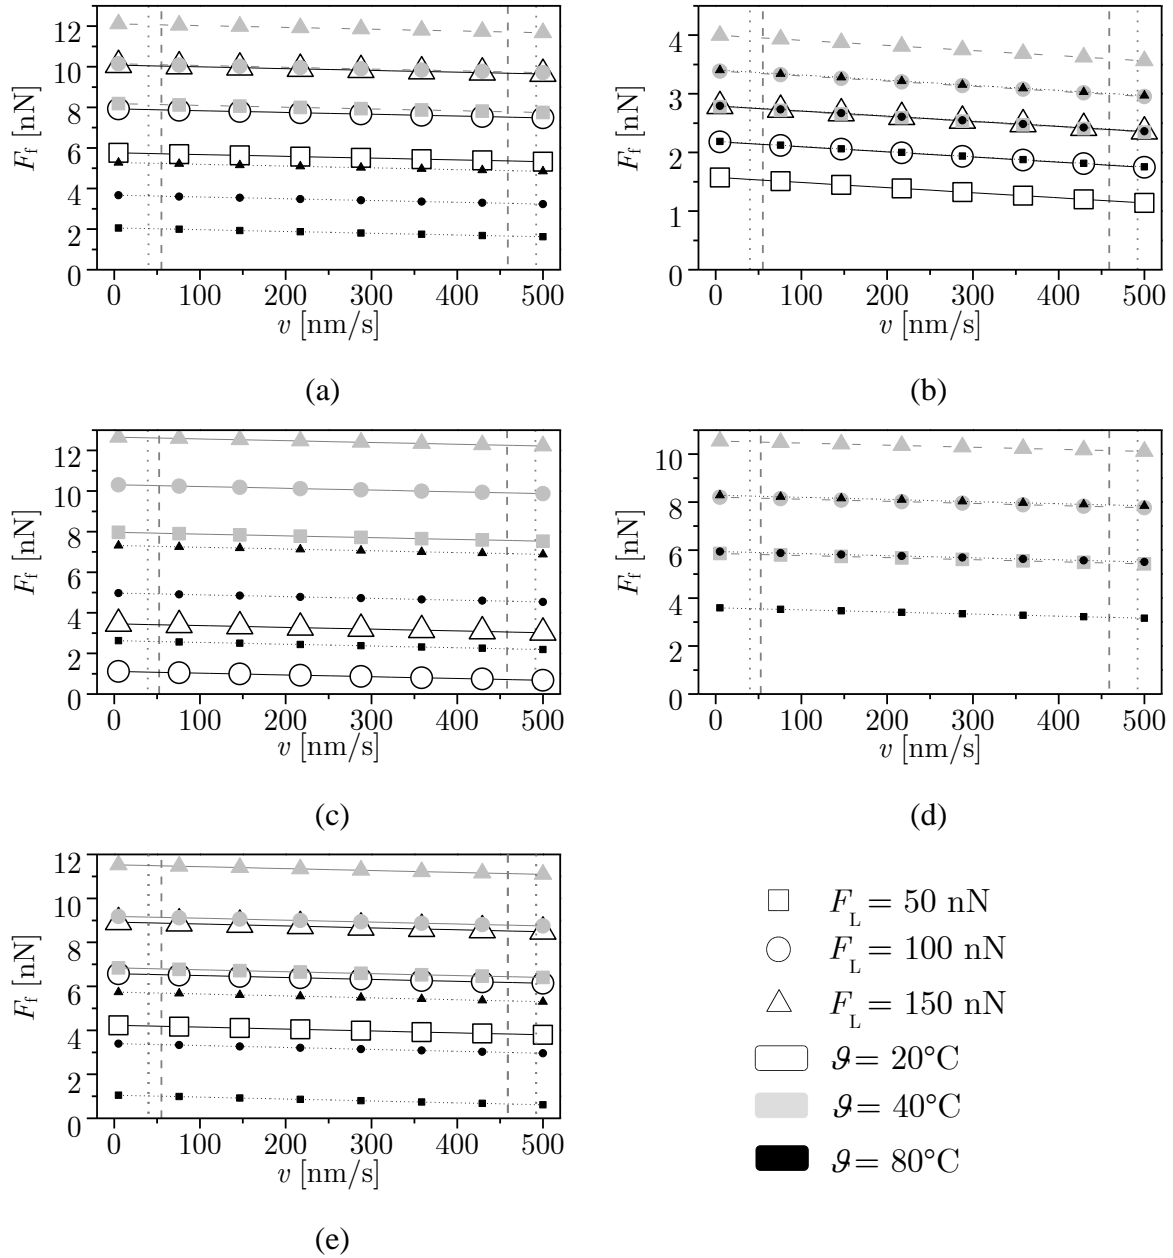 12
10
8
6
4
2
0
F_f [nN]
0 100 200 300 400 500
v [nm/s]
(a)
4
3
2
1
0
F_f [nN]
0 100 200 300 400 500
v [nm/s]
(b)
12
10
8
6
4
2
0
F_f [nN]
0 100 200 300 400 500
v [nm/s]
(c)
10
8
6
4
2
0
F_f [nN]
0 100 200 300 400 500
v [nm/s]
(d)
12
9
8
6
4
2
0
F_f [nN]
0 100 200 300 400 500
v [nm/s]
(e)
F_L = 50 nN
F_L = 100 nN
F_L = 150 nN
ϑ = 20°C
ϑ = 40°C
ϑ = 80°C